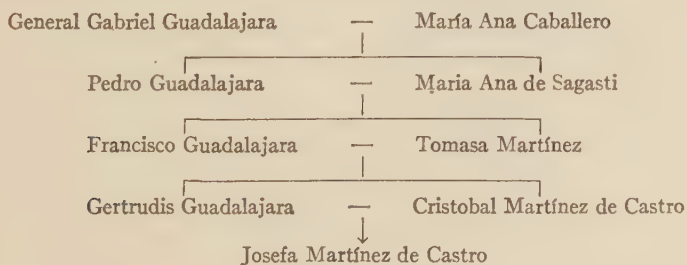 General Gabriel Guadalajara — María Ana Caballero
Pedro Guadalajara — Maria Ana de Sagasti
Francisco Guadalajara — Tomasa Martínez
Gertrudis Guadalajara — Cristobal Martínez de Castro
Josefa Martínez de Castro